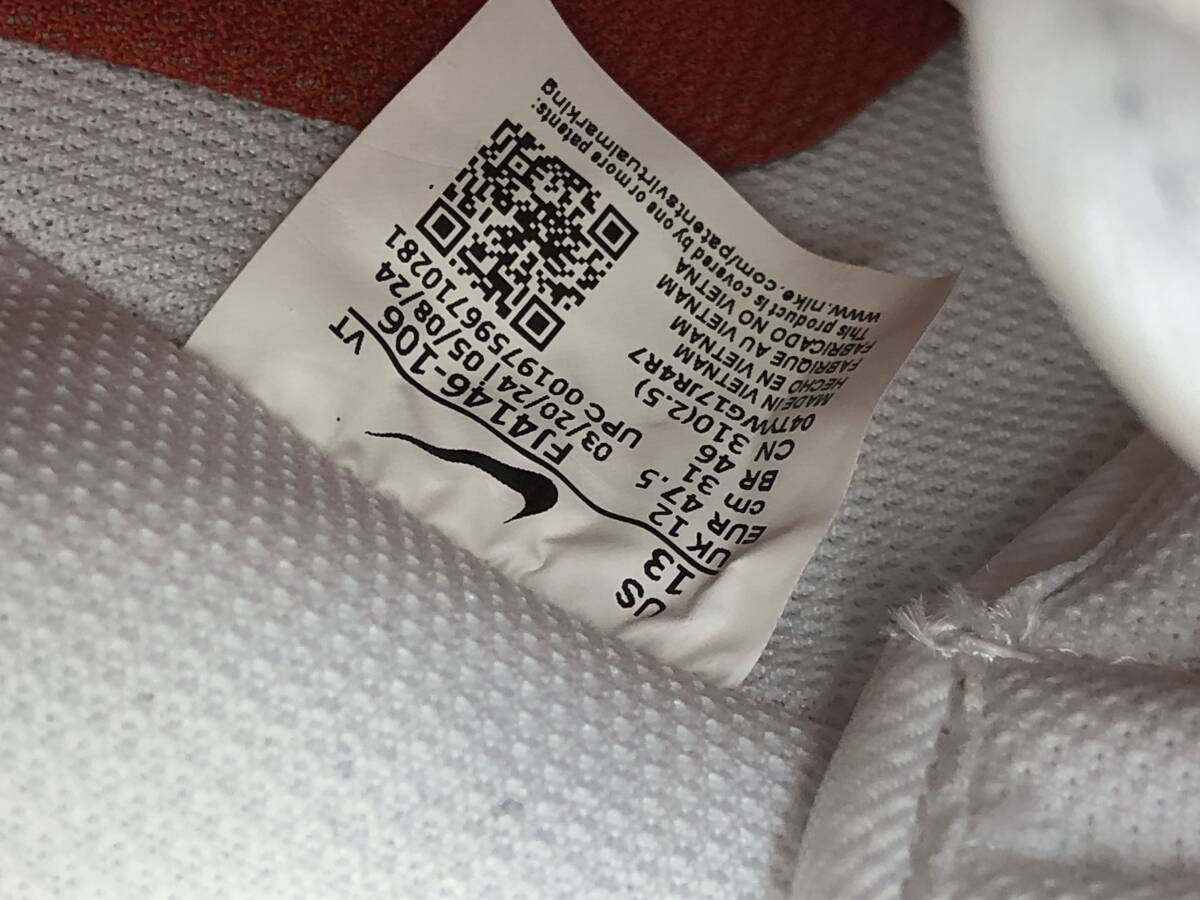 US
13
UK 12
EUR 47.5
cm 31
BR 46
CN 310(2.5)
04TYWVG17JR4R7
MADE IN VIETNAM
HECHO EN VIETNAM
FABRIQUE AU VIETNAM
FABRICADO NO VIETNA
This product is covered by one or more patents:
www.nike.com/patentsvirtualmarking
FJ4146-106
03/20/24 | 05/08/24
UPC 00197596710281
VT